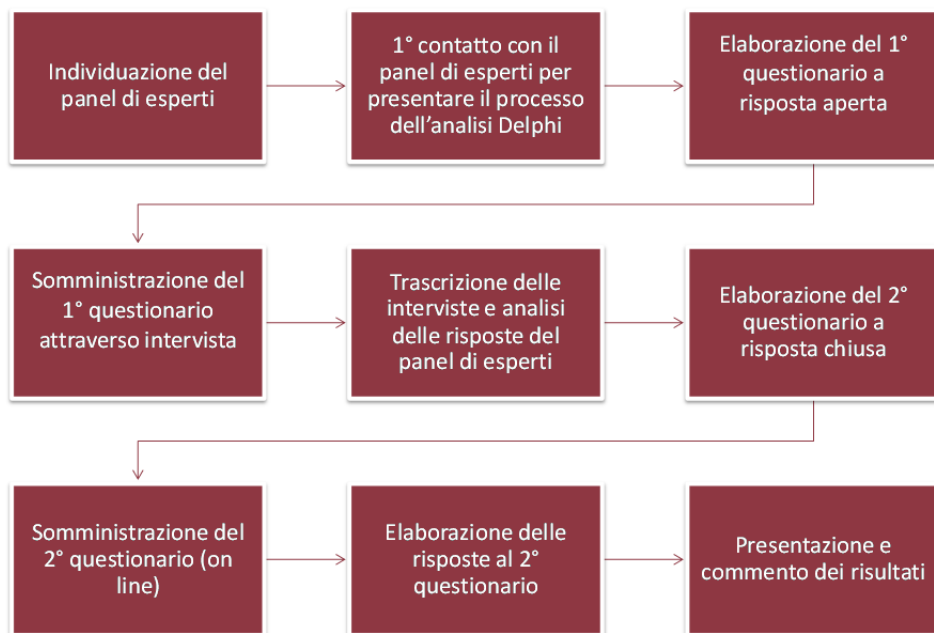 Individuazione del
panel di esperti
1° contatto con il
panel di esperti per
presentare il processo
dell’analisi Delphi
Elaborazione del 1°
questionario a
risposta aperta
Somministrazione del
1° questionario
attraverso intervista
Trascrizione delle
interviste e analisi
delle risposte del
panel di esperti
Elaborazione del 2°
questionario a
risposta chiusa
Somministrazione del
2° questionario (on
line)
Elaborazione delle
risposte al 2°
questionario
Presentazione e
commento dei risultati